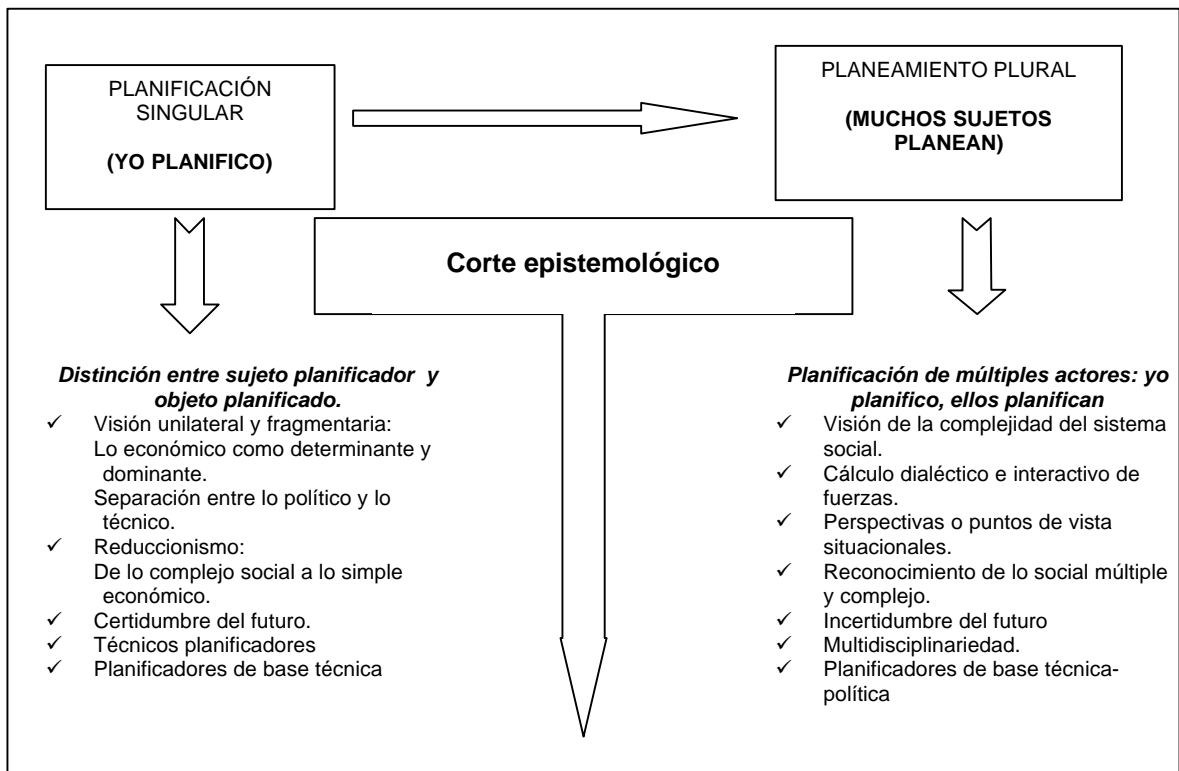 PLANIFICACIÓN
SINGULAR
(YO PLANIFICO)
PLANEAMIENTO PLURAL
(MUCHOS SUJETOS
PLANEAN)
Corte epistemológico
Distinción entre sujeto planificador y
objeto planificado.
✓ Visión unilateral y fragmentaria:
Lo económico como determinante y
dominante.
Separación entre lo político y lo
técnico.
✓ Reduccionismo:
De lo complejo social a lo simple
económico.
✓ Certidumbre del futuro.
✓ Técnicos planificadores
✓ Planificadores de base técnica
Planificación de múltiples actores: yo
planifico, ellos planifican
✓ Visión de la complejidad del sistema
social.
✓ Cálculo dialéctico e interactivo de
fuerzas.
✓ Perspectivas o puntos de vista
situacionales.
✓ Reconocimiento de lo social múltiple
y complejo.
✓ Incertidumbre del futuro
✓ Multidisciplinariedad.
✓ Planificadores de base técnica-
política